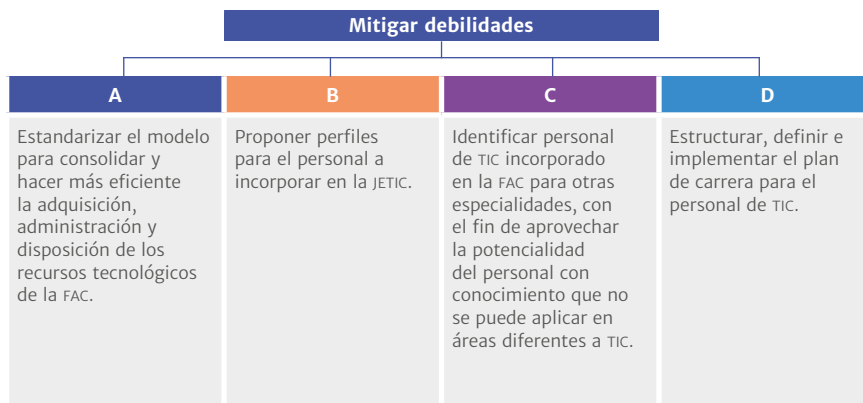 Mitigar debilidades
A
Estandarizar el modelo
para consolidar y
hacer más eficiente
la adquisición,
administración y
disposición de los
recursos tecnológicos
de la FAC.
B
Proponer perfiles
para el personal a
incorporar en la JETIC.
C
Identificar personal
de TIC incorporado
en la FAC para otras
especialidades, con
el fin de aprovechar
la potencialidad
del personal con
conocimiento que no
se puede aplicar en
áreas diferentes a TIC.
D
Estructurar, definir e
implementar el plan
de carrera para el
personal de TIC.